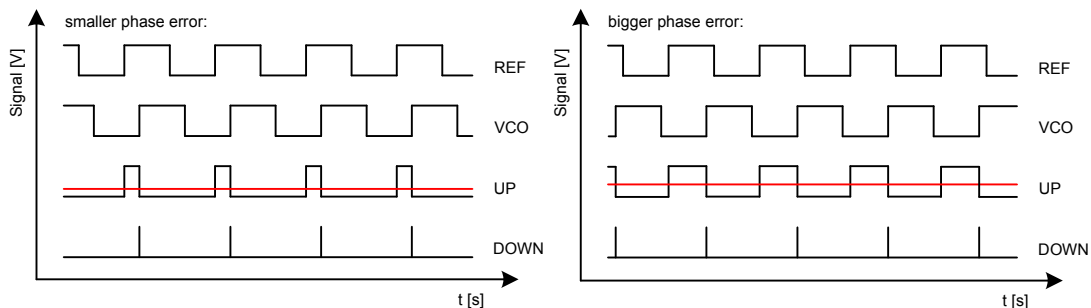 smaller phase error:
Signal [V]
REF
VCO
UP
DOWN
t [s]
bigger phase error:
Signal [V]
REF
VCO
UP
DOWN
t [s]